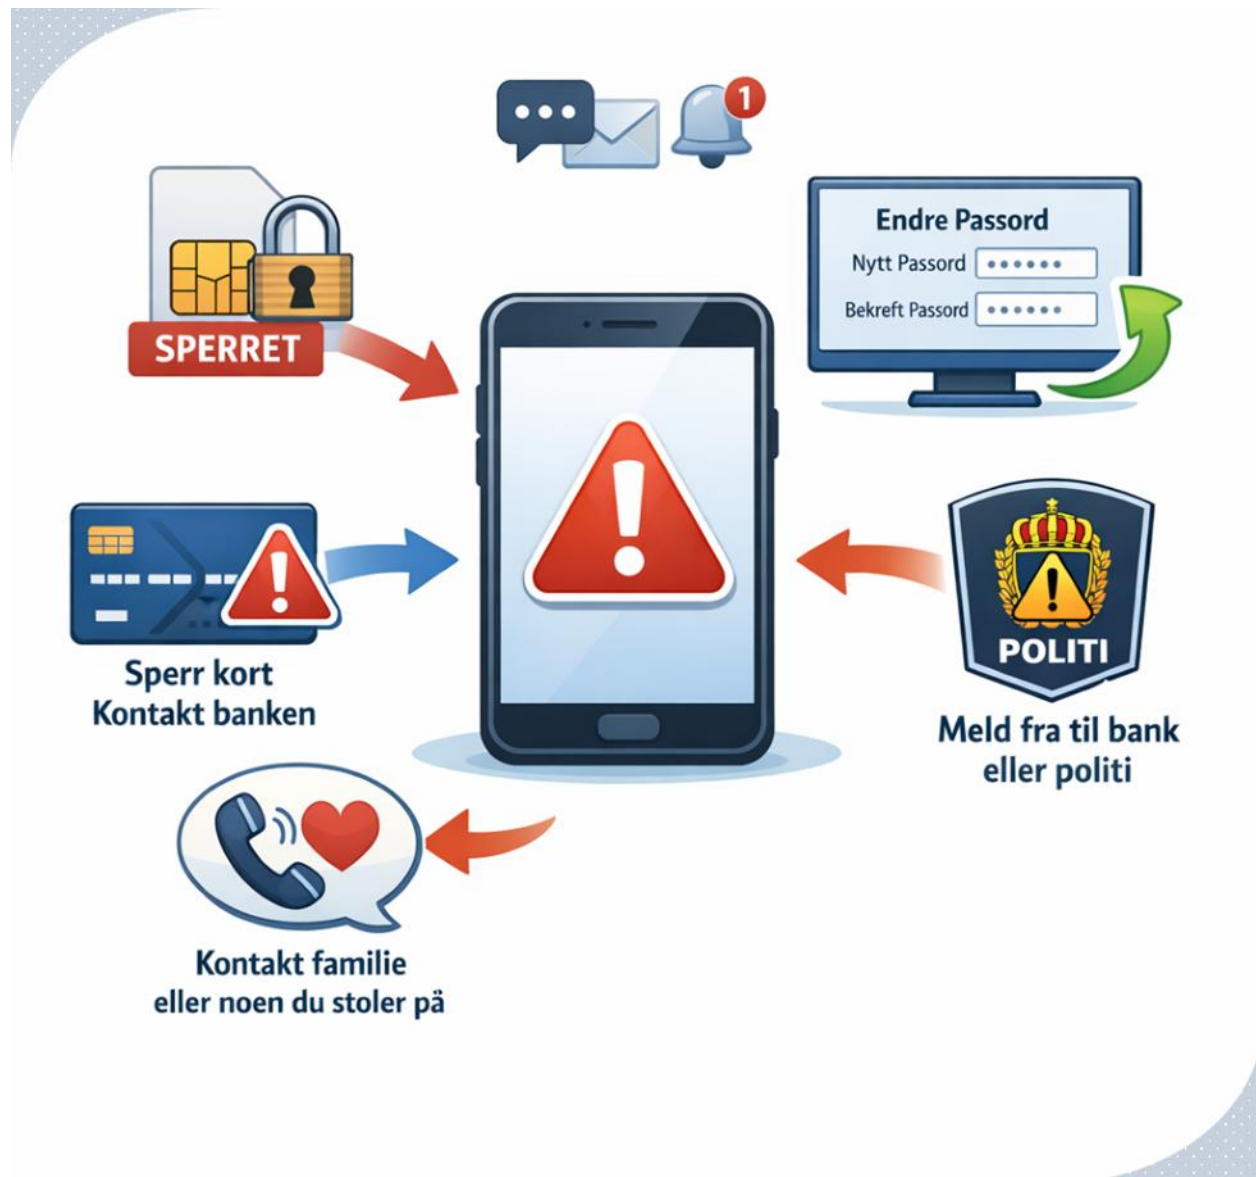 1
SPERRET
Endre Passord
Nytt Passord
Bekreft Passord
Sperr kort
Kontakt banken
POLITI
Meld fra til bank
eller politi
Kontakt familie
eller noen du stoler på